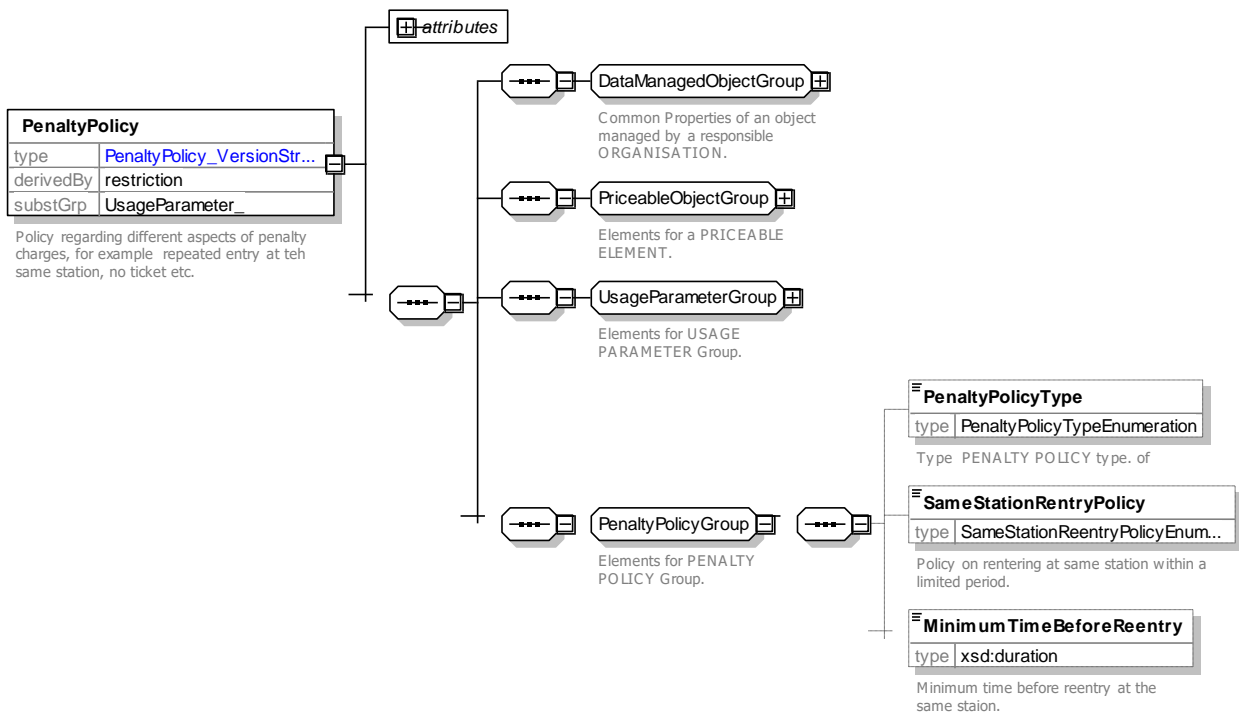 attributes
DataManagedObjectGroup
Common Properties of an object
managed by a responsible
ORGANISATION.
PenaltyPolicy
type PenaltyPolicy_VersionStr...
derivedBy restriction
substGrp UsageParameter_
Policy regarding different aspects of penalty
charges, for example repeated entry at teh
same station, no ticket etc.
PriceableObjectGroup
Elements for a PRICEABLE
ELEMENT.
UsageParameterGroup
Elements for USAGE
PARAMETER Group.
PenaltyPolicyGroup
Elements for PENALTY
POLICY Group.
PenaltyPolicyType
type PenaltyPolicyTypeEnumeration
Type PENALTY POLICY type. of
SameStationRentryPolicy
type SameStationReentryPolicyEnum...
Policy on rentering at same station within a
limited period.
MinimumTimeBeforeReentry
type xsd:duration
Minimum time before reentry at the
same staion.